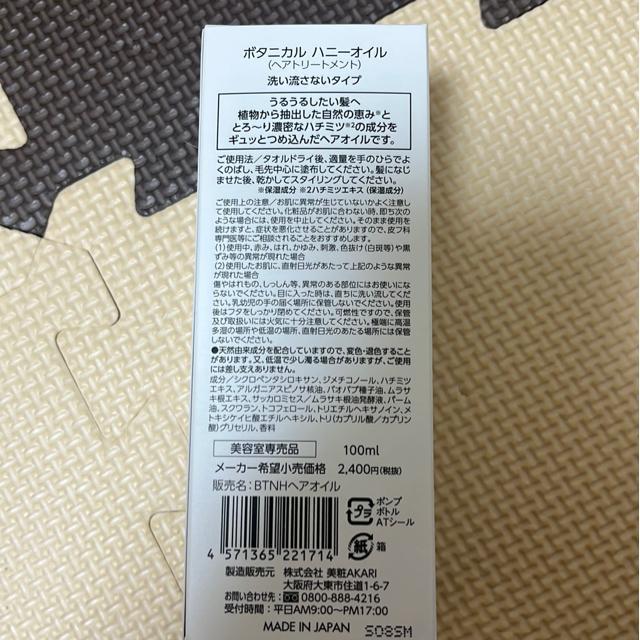 ボタニカル ハニーオイル
(ヘアトリートメント)
洗い流さないタイプ
うるうるしたい髪へ
植物から抽出した自然の恵み※と
とろ～り濃密なハチミツ※2の成分を
ギュッとつめ込んだヘアオイルです。
ご使用法/タオルドライ後、適量を手のひらでよ
くのばし、毛先中心に塗布してください。髪になじ
ませた後、乾かしてスタイリングしてください。
※保湿成分 ※2ハチミツエキス (保湿成分)
ご使用上の注意/お肌に異常が生じていないかよく注意し
て使用してください。化粧品がお肌に合わない時、即ち次の
ような場合には、使用を中止してください。そのまま使用を
続けますと、症状を悪化させることがありますので、皮フ科
専門医等にご相談されることをおすすめします。
(1)使用中、赤み、はれ、かゆみ、刺激、色抜け(白斑等)や黒
ずみ等の異常が現れた場合
(2)使用したお肌に、直射日光があたって上記のような異常
が現れた場合
傷やはれもの、しっしん等、異常のある部位にはお使いにな
らないでください。目に入った時は、直ちに洗い流してくだ
さい。乳幼児の手の届く場所に保管しないでください。使用
後はフタをしっかり閉めてください。可燃性ですので、保管
及び取扱いには火気に十分注意してください。極端に高温
多湿の場所や低温の場所、直射日光のあたる場所には保管
しないでください。
●天然由来成分を配合していますので、変色・退色すること
があります。又、低温で少し濁る場合がありますが、ご使用
には差し支えありません。
成分/シクロペンタシロキサン、ジメチコノール、ハチミツ
エキス、アルガニアスピノサ核油、バオバブ種子油、ムラサ
キ根エキス、サッカロミセス/ムラサキ根油発酵液、パーム
油、スクワラン、トコフェロール、トリエチルヘキサノイン、メ
トキシケイヒ酸エチルヘキシル、トリ(カプリル酸/カプリン
酸)グリセリル、香料
美容室専売品 100ml
メーカー希望小売価格 2,400円(税抜)
販売名：BTNHヘアオイル
プラ
ポンプ
ボトル
ATシール
紙 箱
4 571365 221714
製造販売元 株式会社 美粧AKARI
大阪府大東市住道1-6-7
お問い合わせ先： 0800-888-4216
受付時間：平日AM9:00～PM17:00
MADE IN JAPAN S08SM